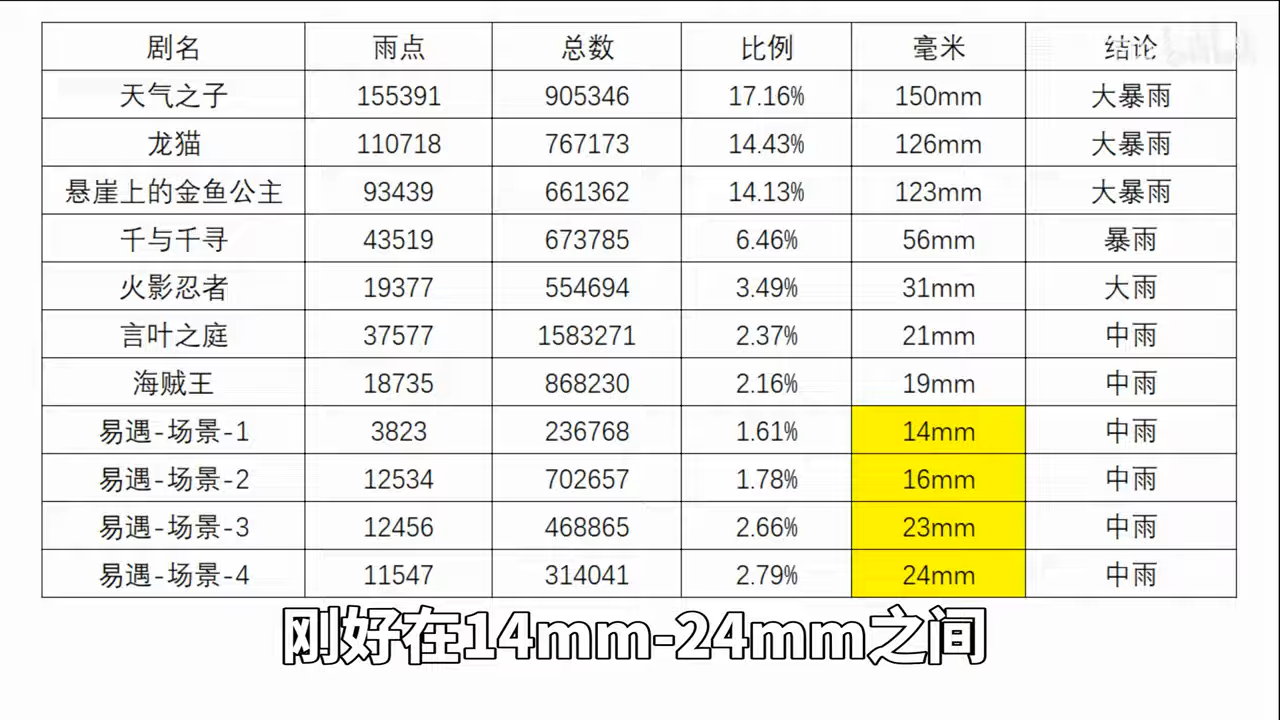 剧名 雨点 总数 比例 毫米 结论
天气之子 155391 905346 17.16% 150mm 大暴雨
龙猫 110718 767173 14.43% 126mm 大暴雨
悬崖上的金鱼公主 93439 661362 14.13% 123mm 大暴雨
千与千寻 43519 673785 6.46% 56mm 暴雨
火影忍者 19377 554694 3.49% 31mm 大雨
言叶之庭 37577 1583271 2.37% 21mm 中雨
海贼王 18735 868230 2.16% 19mm 中雨
易遇-场景-1 3823 236768 1.61% 14mm 中雨
易遇-场景-2 12534 702657 1.78% 16mm 中雨
易遇-场景-3 12456 468865 2.66% 23mm 中雨
易遇-场景-4 11547 314041 2.79% 24mm 中雨
刚好在14mm-24mm之间